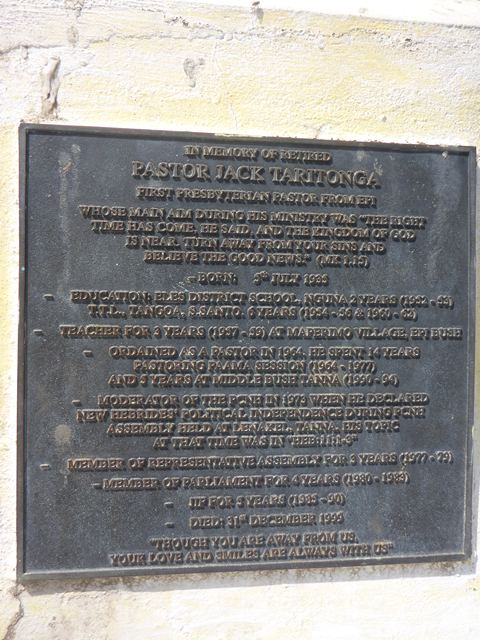 IN MEMORY OF RETIRED
PASTOR JACK TARITONGA
FIRST PRESBYTERIAN PASTOR FROM EPI
WHOSE MAIN AIM DURING HIS MINISTRY WAS "THE RIGHT
TIME HAS COME, HE SAID, AND THE KINGDOM OF GOD
IS NEAR. TURN AWAY FROM YOUR SINS AND
BELIEVE THE GOOD NEWS." (MK 1:15)
- BORN: 5th JULY 1935
- EDUCATION: ELES DISTRICT SCHOOL, NGUNA 2 YEARS (1952 - 53)
T.T.I., TANGOA, S.SANTO. 6 YEARS (1954 - 56 & 1960 - 62)
- TEACHER FOR 3 YEARS (1957 - 59) AT MAFERIMO VILLAGE, EPI BUSH
- ORDAINED AS A PASTOR IN 1964. HE SPENT 14 YEARS
PASTORING PAAMA SESSION (1964 - 1977)
AND 5 YEARS AT MIDDLE BUSH TANNA (1990 - 94)
- MODERATOR OF THE PCNH IN 1973 WHEN HE DECLARED
NEW HEBRIDES' POLITICAL INDEPENDENCE DURING PCNH
ASSEMBLY HELD AT LENAKEL, TANNA. HIS TOPIC
AT THAT TIME WAS IN "HEB:11:1-3"
- MEMBER OF REPRESENTATIVE ASSEMBLY FOR 3 YEARS (1977 - 79)
- MEMBER OF PARLIAMENT FOR 4 YEARS (1980 - 1983)
- JIF FOR 5 YEARS (1985 - 90)
- DIED: 31st DECEMBER 1999
"THOUGH YOU ARE AWAY FROM US,
YOUR LOVE AND SMILES ARE ALWAYS WITH US"